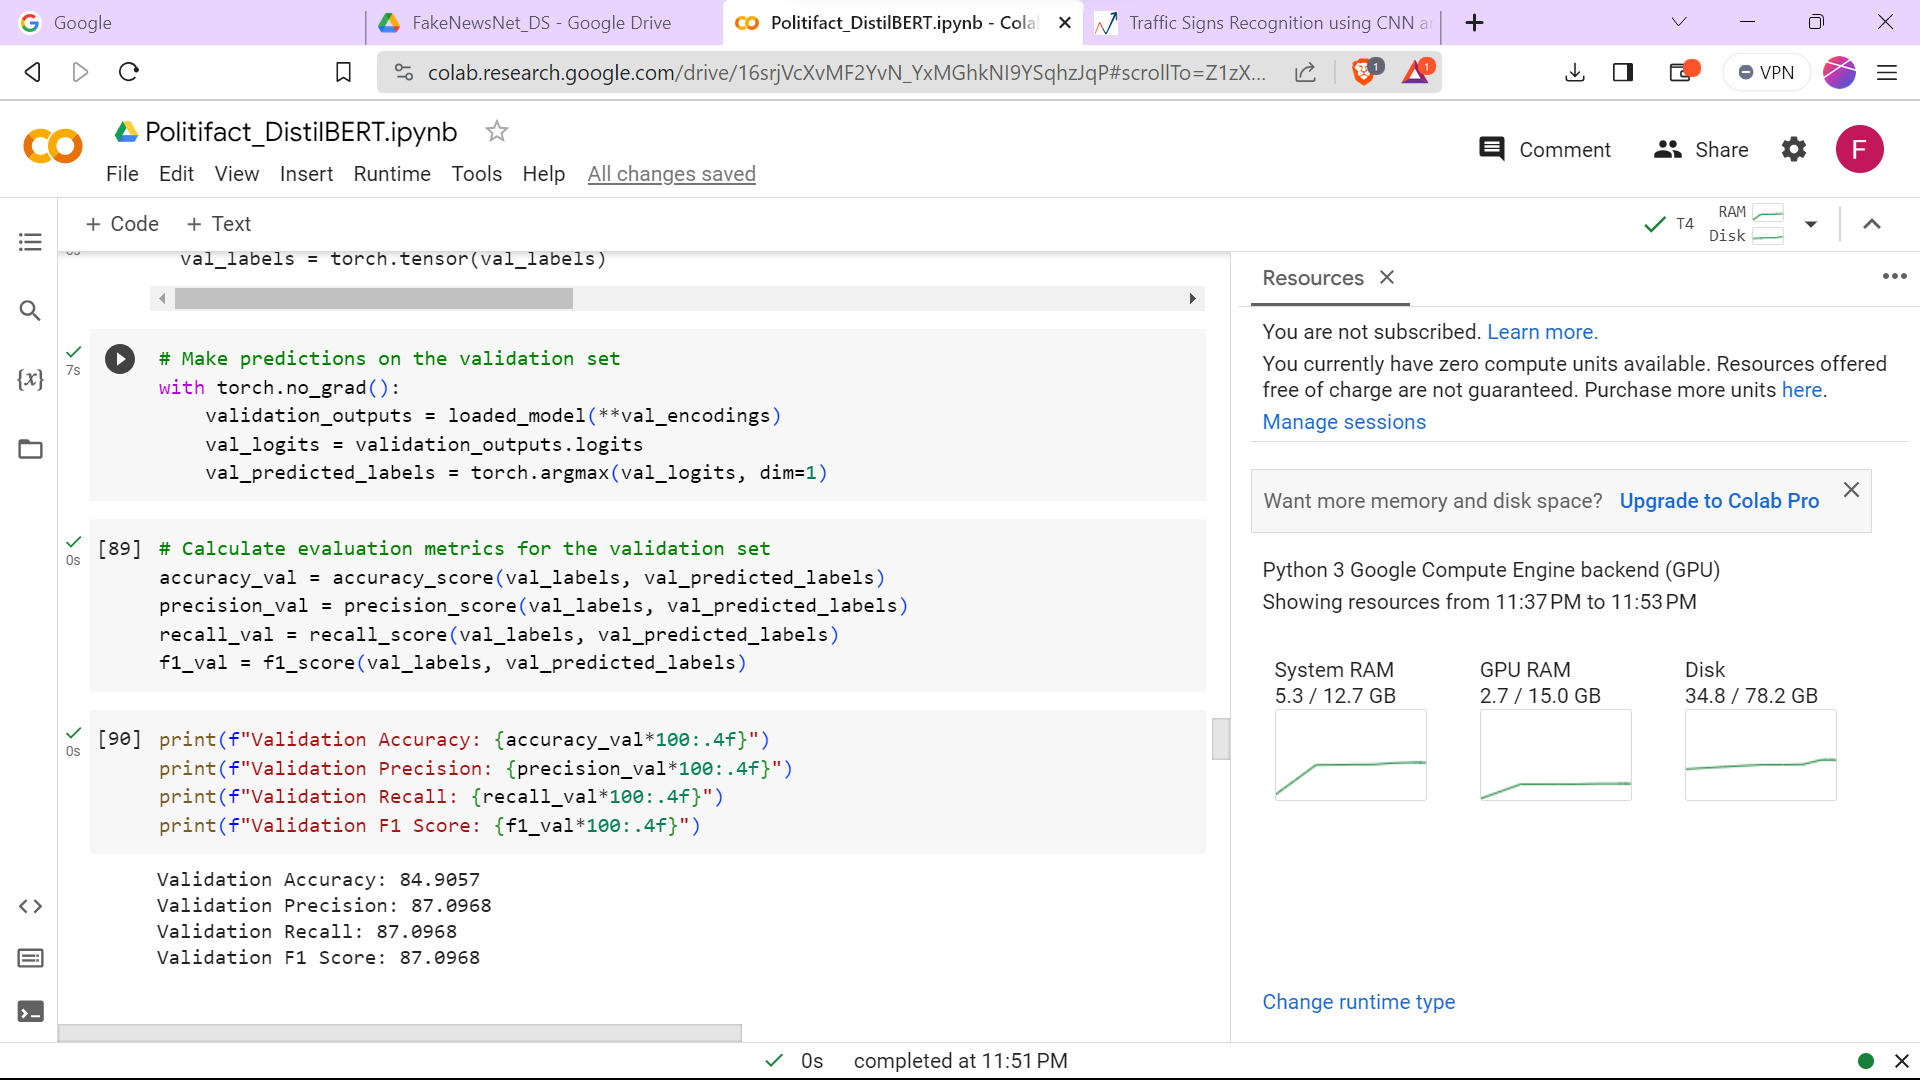 Google
FakeNewsNet_DS - Google Drive
Politifact_DistilBERT.ipynb - Cola
Traffic Signs Recognition using CNN a
colab.research.google.com/drive/16srjVcXvMF2YvN_YxMGhkNI9YSqhzJqP#scrollTo=Z1zX...
1
1
VPN
Politifact_DistilBERT.ipynb
File Edit View Insert Runtime Tools Help All changes saved
Comment
Share
F
+ Code + Text
T4
RAM
Disk
val_labels = torch.tensor(val_labels)
7s
# Make predictions on the validation set
with torch.no_grad():
    validation_outputs = loaded_model(**val_encodings)
    val_logits = validation_outputs.logits
    val_predicted_labels = torch.argmax(val_logits, dim=1)
0s
[89]
# Calculate evaluation metrics for the validation set
accuracy_val = accuracy_score(val_labels, val_predicted_labels)
precision_val = precision_score(val_labels, val_predicted_labels)
recall_val = recall_score(val_labels, val_predicted_labels)
f1_val = f1_score(val_labels, val_predicted_labels)
0s
[90]
print(f"Validation Accuracy: {accuracy_val*100:.4f}")
print(f"Validation Precision: {precision_val*100:.4f}")
print(f"Validation Recall: {recall_val*100:.4f}")
print(f"Validation F1 Score: {f1_val*100:.4f}")
Validation Accuracy: 84.9057
Validation Precision: 87.0968
Validation Recall: 87.0968
Validation F1 Score: 87.0968
Resources
You are not subscribed. Learn more.
You currently have zero compute units available. Resources offered
free of charge are not guaranteed. Purchase more units here.
Manage sessions
Want more memory and disk space? Upgrade to Colab Pro
Python 3 Google Compute Engine backend (GPU)
Showing resources from 11:37 PM to 11:53 PM
System RAM
5.3 / 12.7 GB
GPU RAM
2.7 / 15.0 GB
Disk
34.8 / 78.2 GB
Change runtime type
0s completed at 11:51 PM